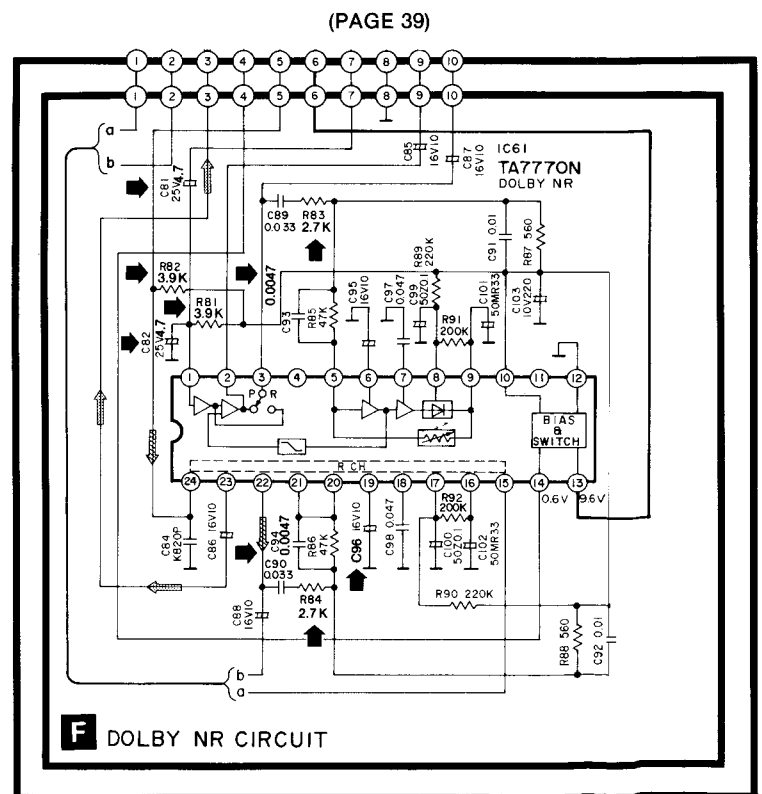 (PAGE 39)
1 2 3 4 5 6 7 8 9 10
1 2 3 4 5 6 7 8 9 10
a
b
C81
25V4.7
C85
16V10
C87
16V10
IC61
TA7770N
DOLBY NR
C89
0.033
R83
2.7K
R89
220K
C91 0.01
R87 560
R82
3.9K
R81
3.9K
0.0047
C93
R85
47K
C95
16V10
C97
0.047
C99
50Z0.1
R91
200K
C101
50MR33
C103
10V220
C82
25V4.7
1 2 3 4 5 6 7 8 9 10 11 12
P R
BIAS
&
SWITCH
R CH
24 23 22 21 20 19 18 17 16 15 14 13
0.6V
9.6V
C84
K820P
C86 16V10
C94
0.0047
R86
47K
C96 16V10
C98 0.047
R92
200K
C100
50Z0.1
C102
50MR33
C90
0.033
R84
2.7K
C88
16V10
R90 220K
R88 560
C92 0.01
b
a
F DOLBY NR CIRCUIT